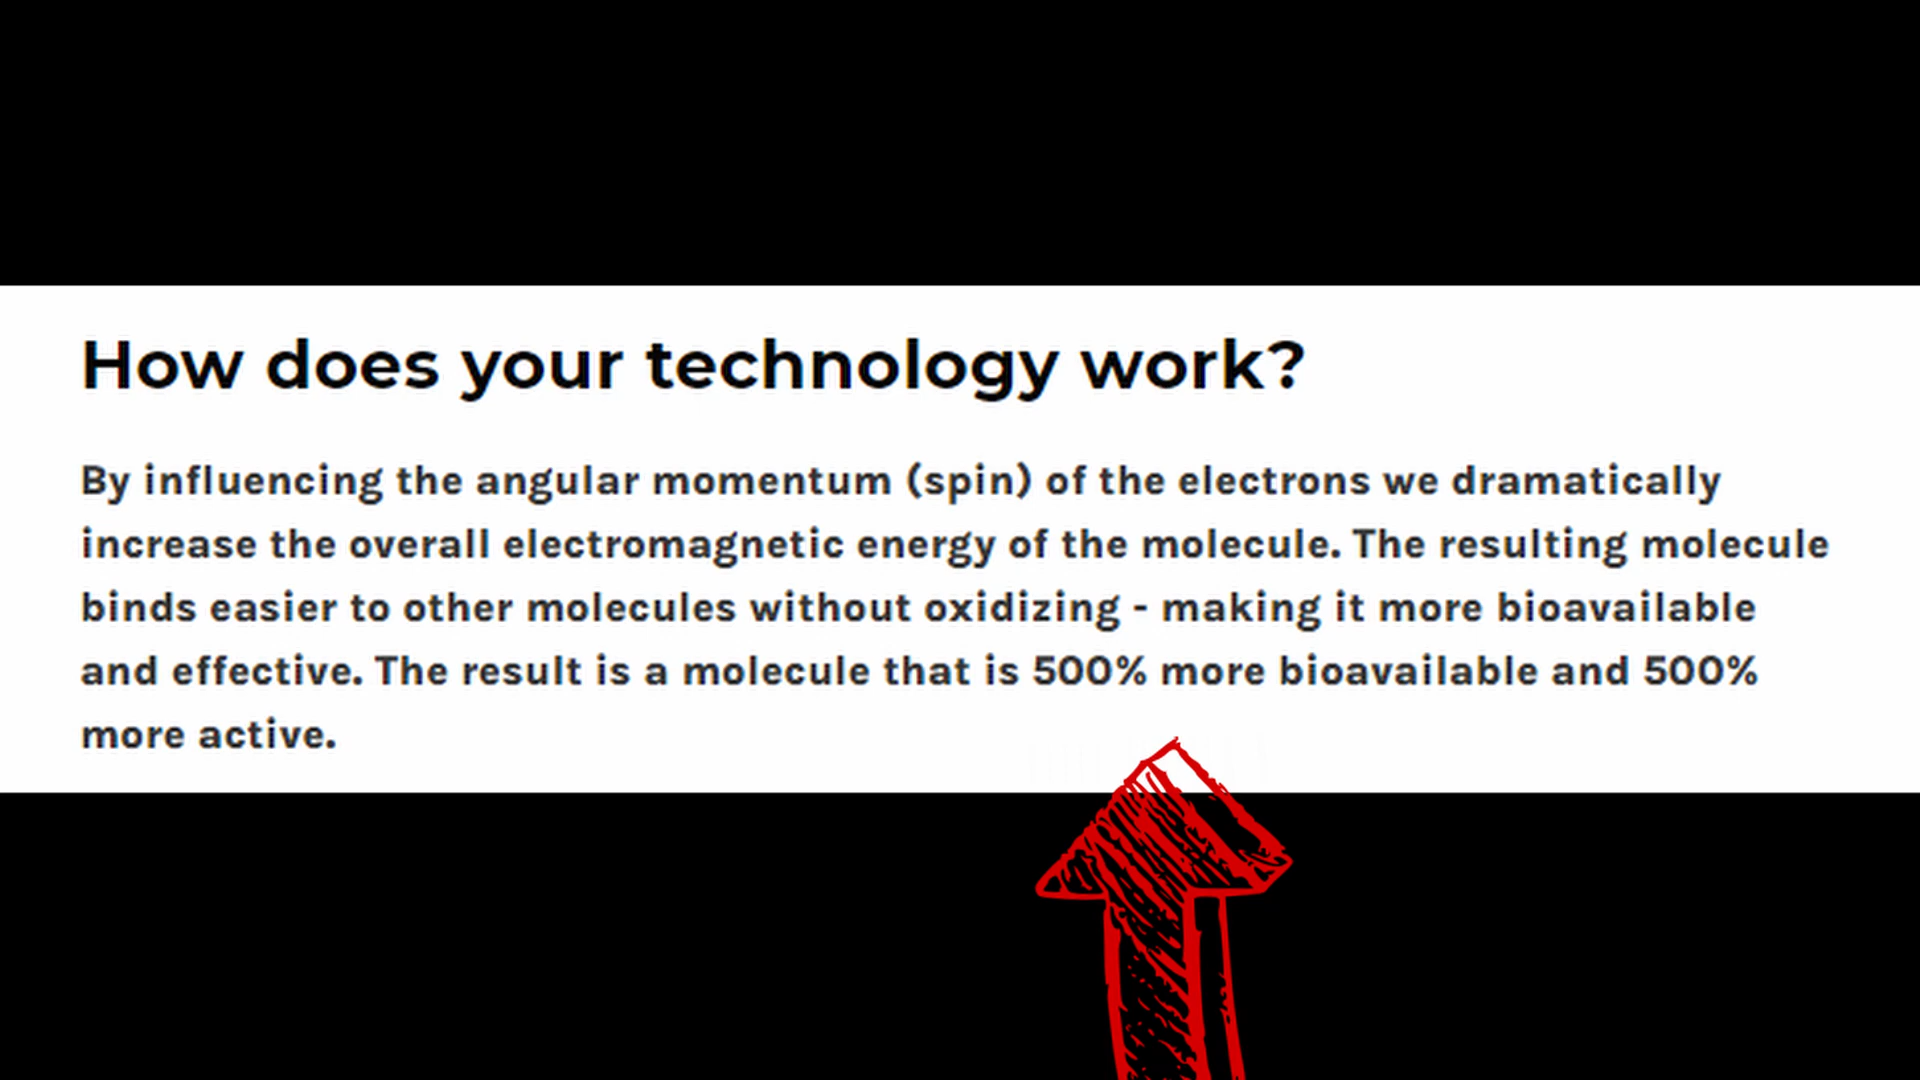 How does your technology work?
By influencing the angular momentum (spin) of the electrons we dramatically
increase the overall electromagnetic energy of the molecule. The resulting molecule
binds easier to other molecules without oxidizing - making it more bioavailable
and effective. The result is a molecule that is 500% more bioavailable and 500%
more active.